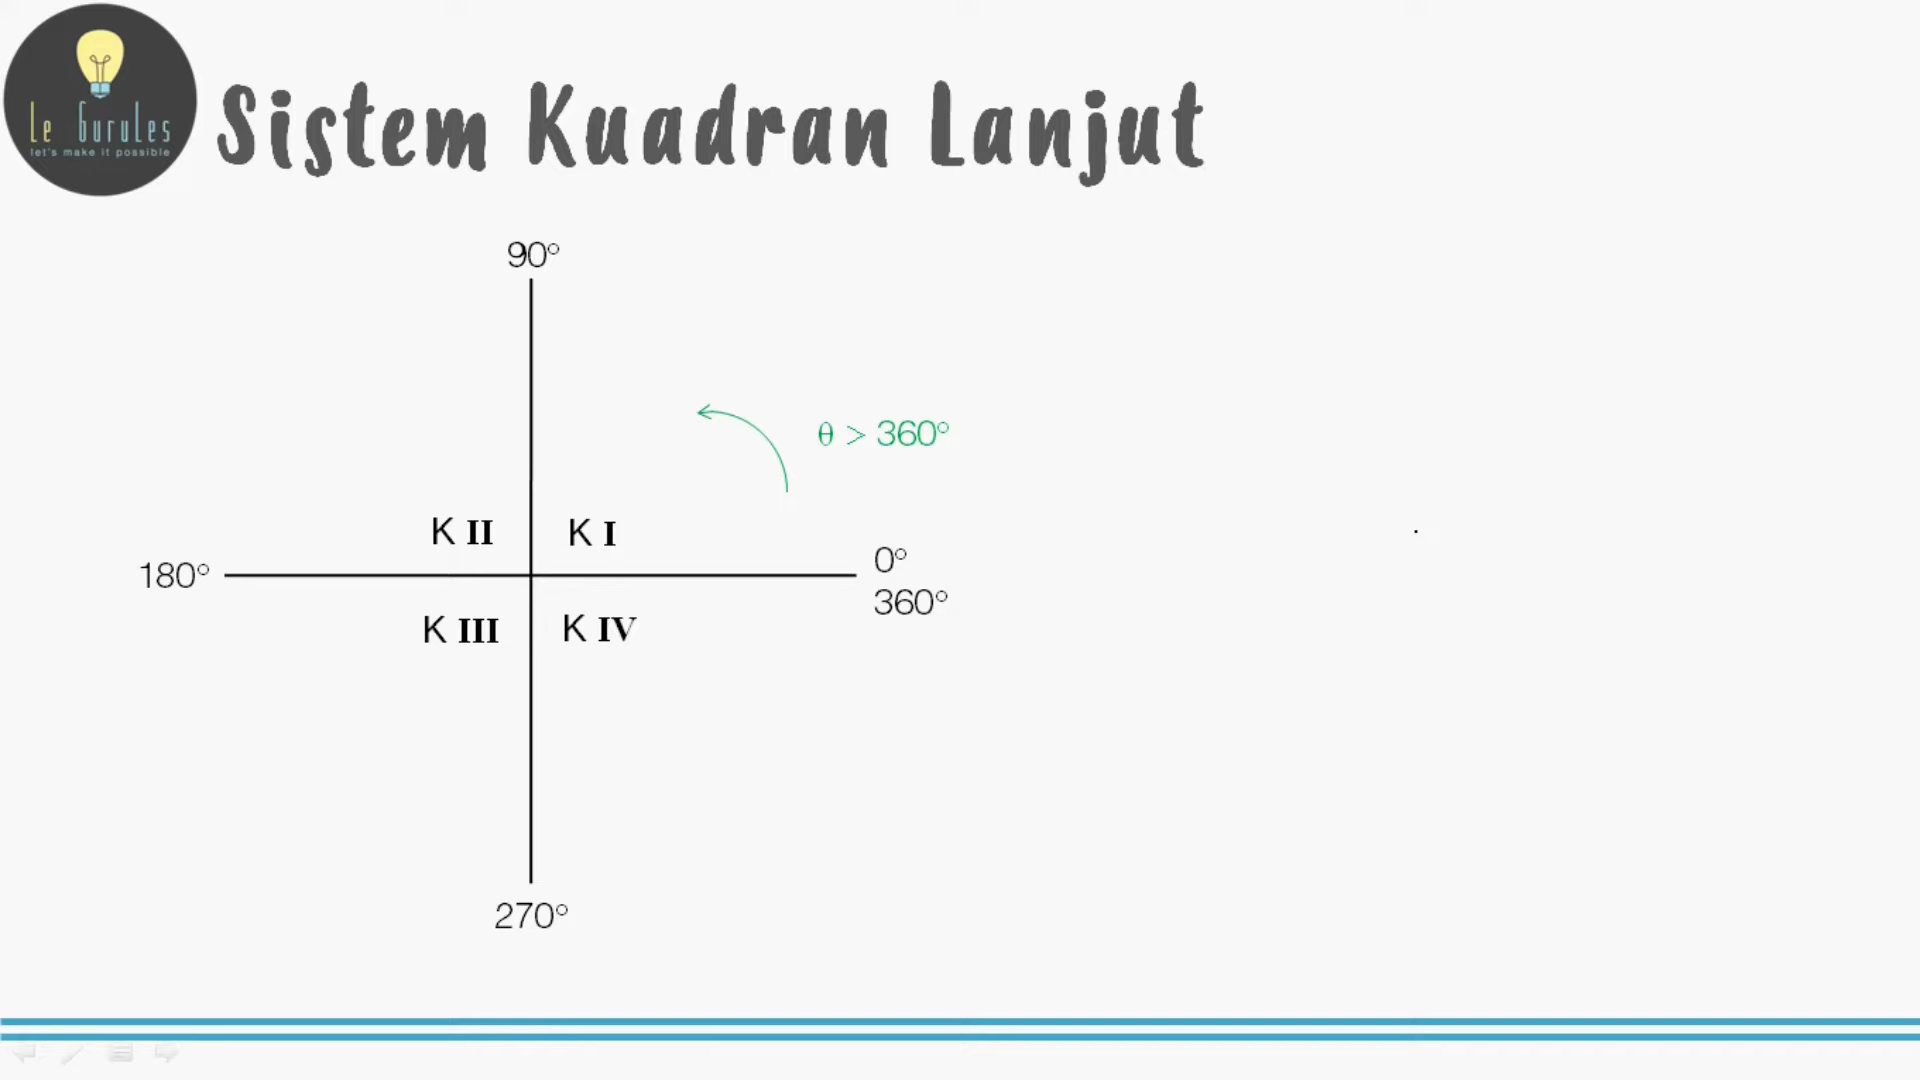 Le Gurules
let's make it possible
Sistem Kuadran Lanjut
90°
θ > 360°
K II
K I
180°
0°
360°
K III
K IV
270°